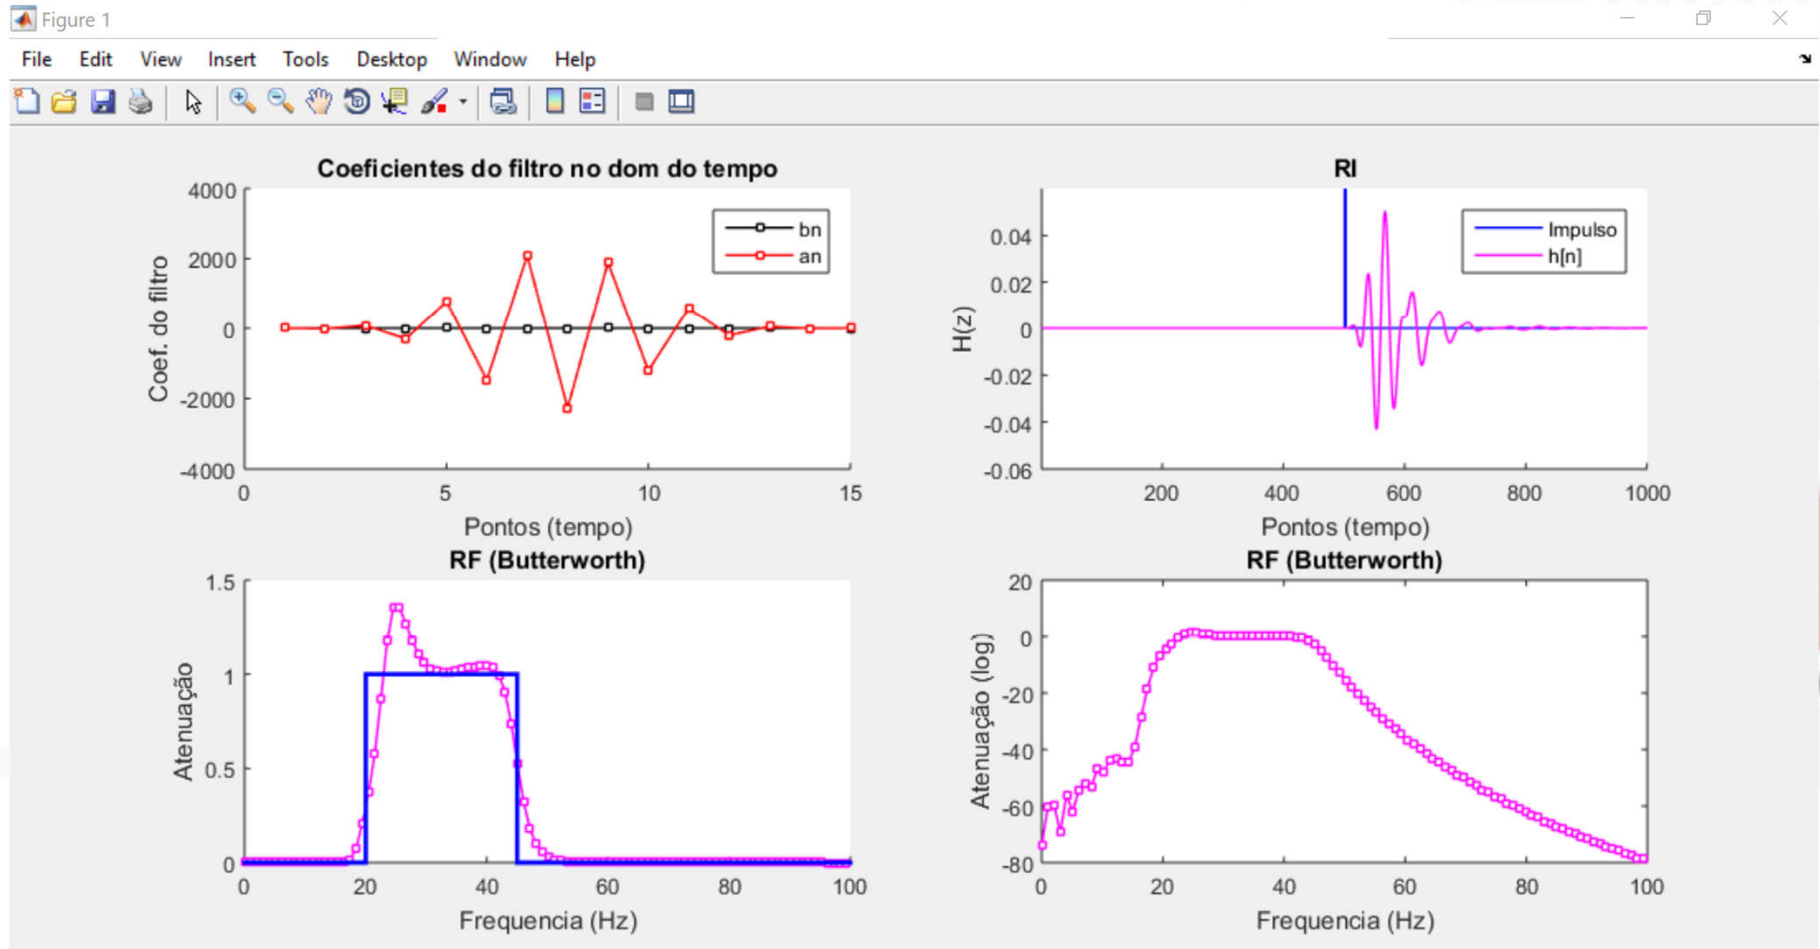 Figure 1
File Edit View Insert Tools Desktop Window Help
Coeficientes do filtro no dom do tempo
4000
2000
0
-2000
-4000
Coef. do filtro
bn
an
0 5 10 15
Pontos (tempo)
RI
0.04
0.02
0
-0.02
-0.04
-0.06
H(z)
Impulso
h[n]
200 400 600 800 1000
Pontos (tempo)
RF (Butterworth)
1.5
1
0.5
0
Atenuação
0 20 40 60 80 100
Frequencia (Hz)
RF (Butterworth)
20
0
-20
-40
-60
-80
Atenuação (log)
0 20 40 60 80 100
Frequencia (Hz)